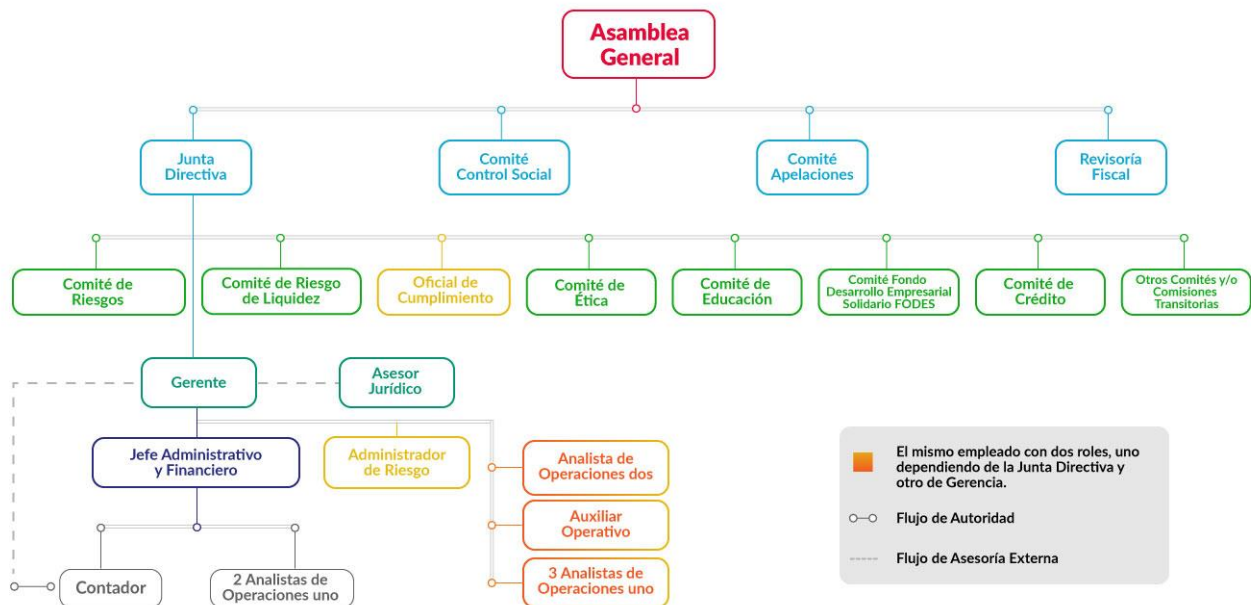 Asamblea
General
Junta
Directiva
Comité
Control Social
Comité
Apelaciones
Revisoría
Fiscal
Comité de
Riesgos
Comité de Riesgo
de Liquidez
Oficial de
Cumplimiento
Comité de
Ética
Comité de
Educación
Comité Fondo
Desarrollo Empresarial
Solidario FODES
Comité de
Crédito
Otros Comités y/o
Comisiones
Transitorias
Gerente
Asesor
Jurídico
Jefe Administrativo
y Financiero
Administrador
de Riesgo
Analista de
Operaciones dos
Auxiliar
Operativo
3 Analistas de
Operaciones uno
Contador
2 Analistas de
Operaciones uno
El mismo empleado con dos roles, uno
dependiendo de la Junta Directiva y
otro de Gerencia.
Flujo de Autoridad
Flujo de Asesoría Externa